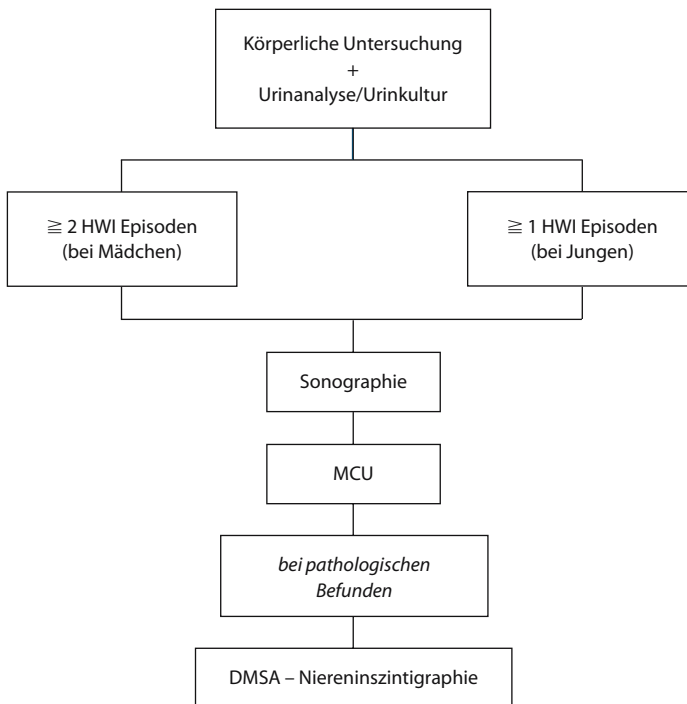 Körperliche Untersuchung
+
Urinanalyse/Urinkultur
≧ 2 HWI Episoden
(bei Mädchen)
≧ 1 HWI Episoden
(bei Jungen)
Sonographie
MCU
bei pathologischen
Befunden
DMSA – Niereninszintigraphie